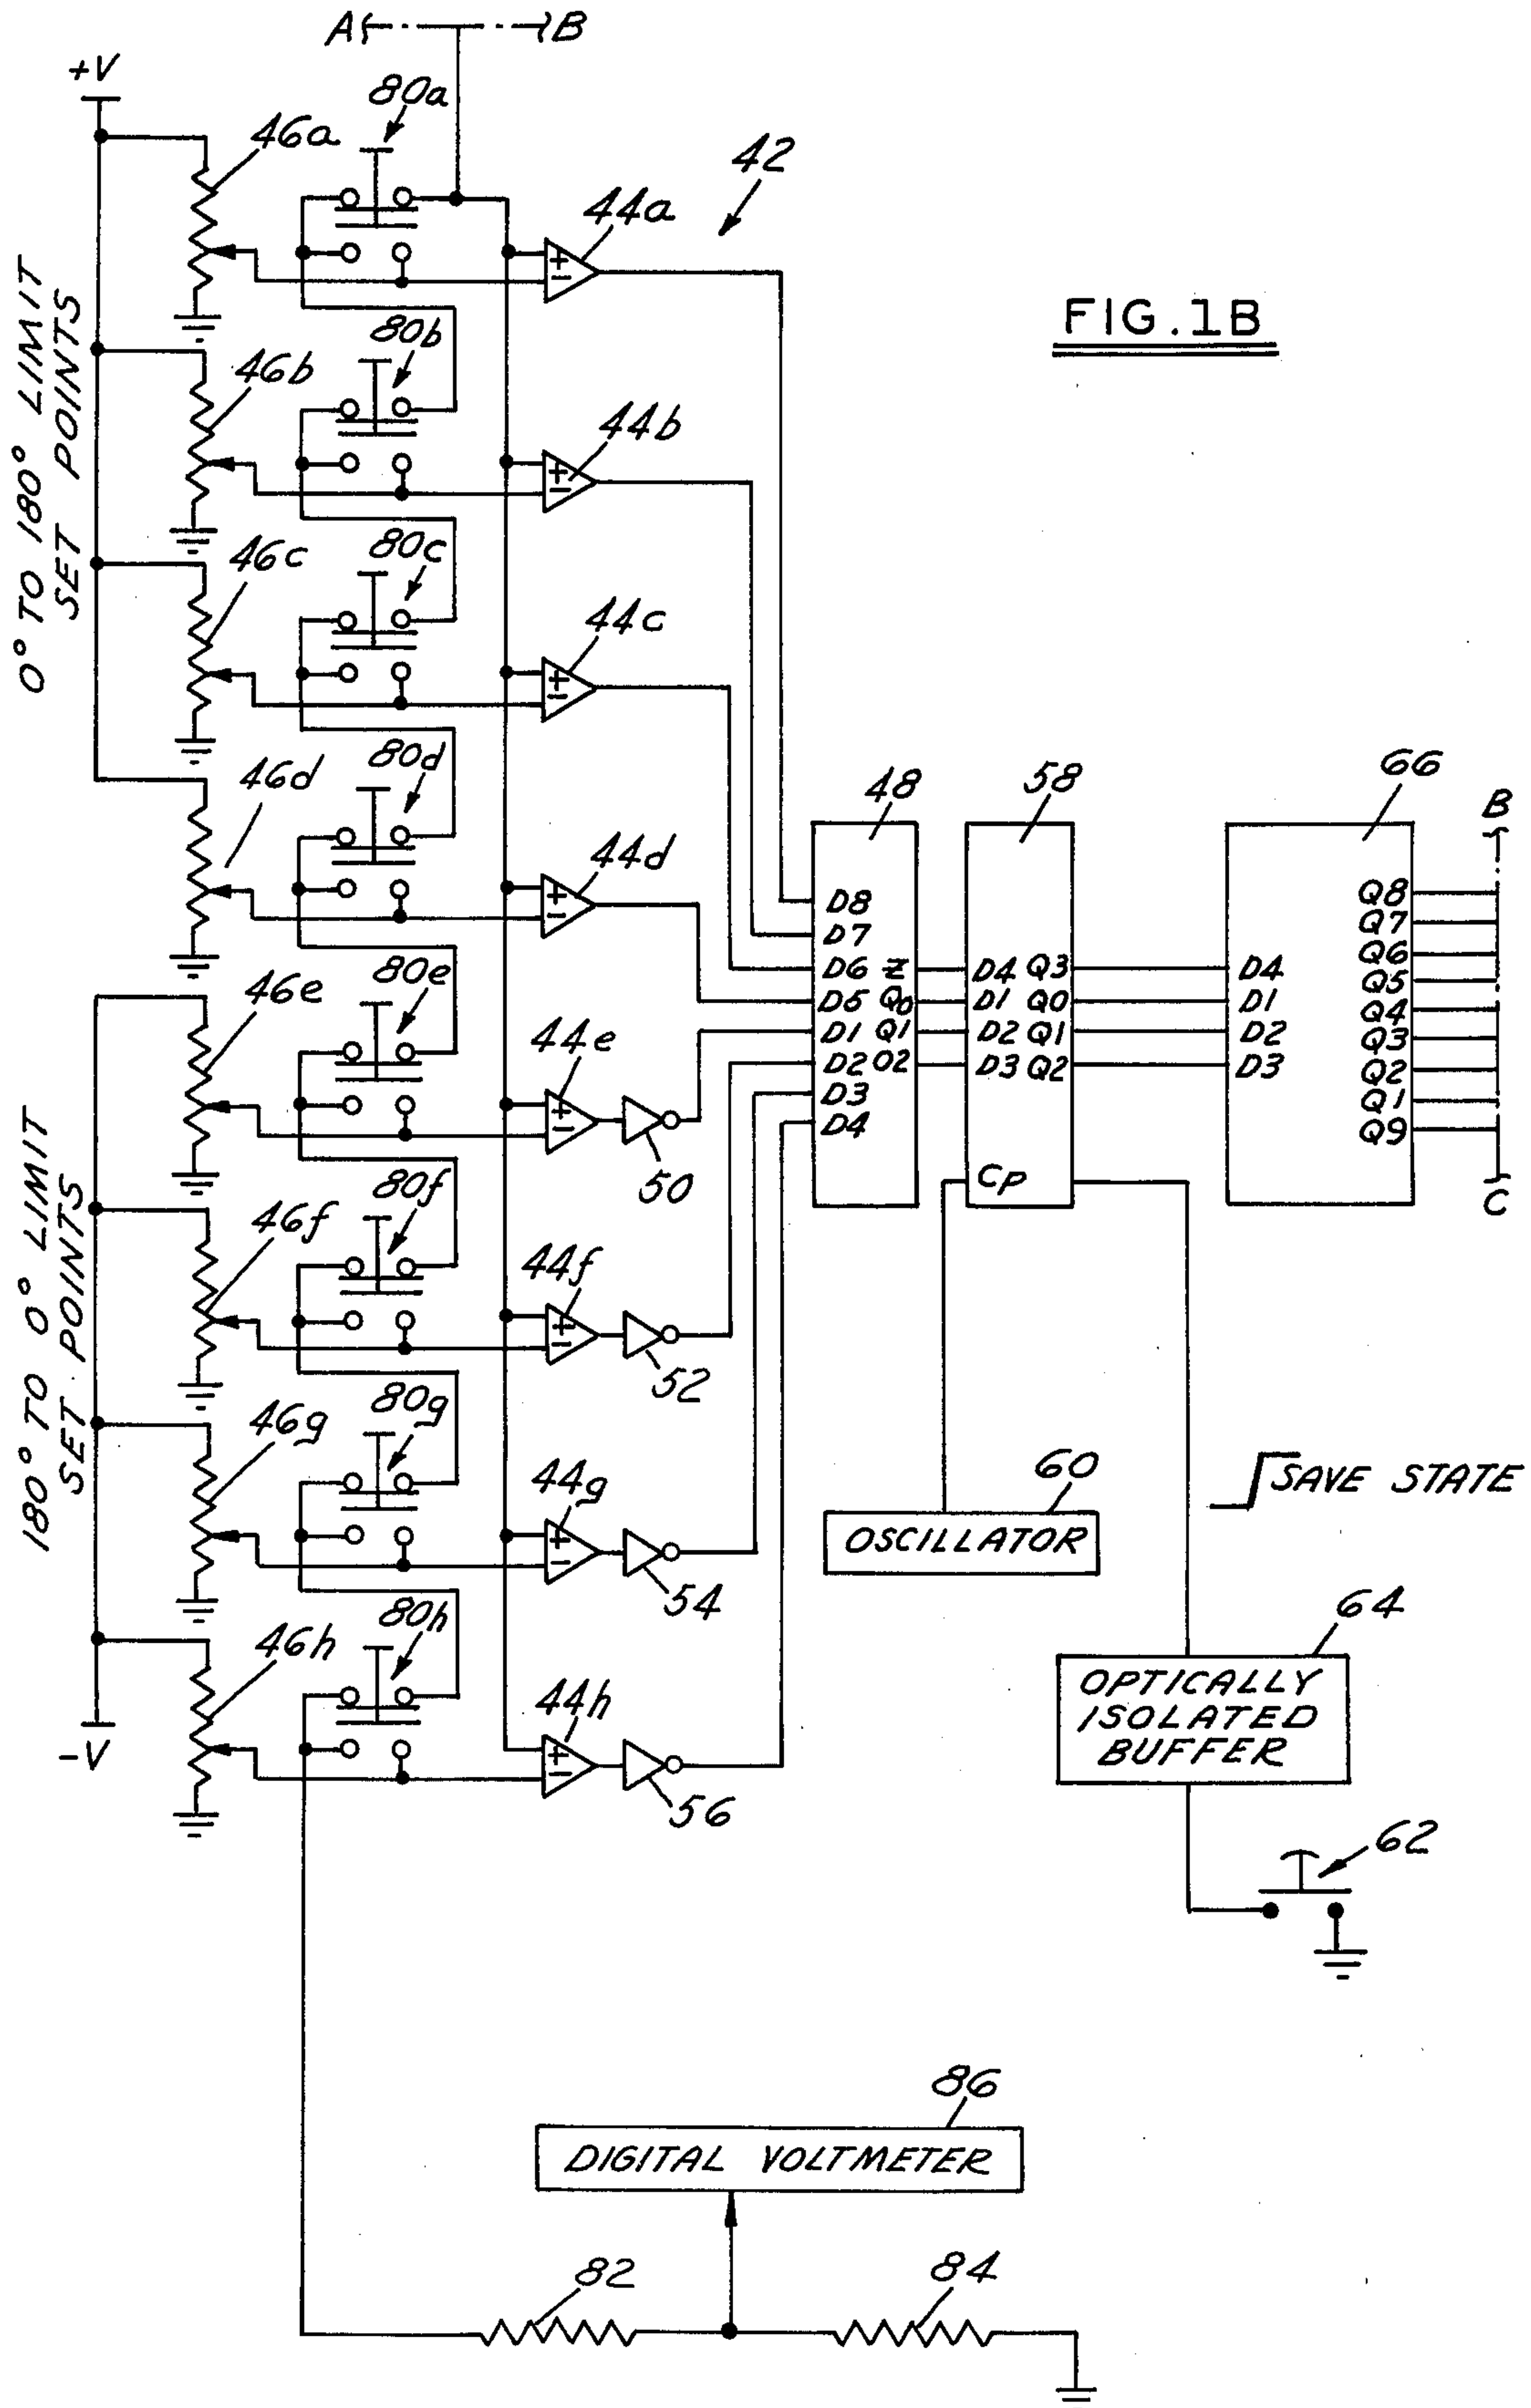 A B
+V
80a
46a
42
44a
FIG. 1B
0° TO 180° LIMIT
SET POINTS
+
-
80b
46b
44b
+
-
80c
46c
44c
+
-
80d
46d
44d
+
-
48
58
66
B
D8
D7
D6 Z
D5 Q0
D1 Q1
D2 02
D3
D4
D4 Q3
D1 Q0
D2 Q1
D3 Q2
CP
D4
D1
D2
D3
Q8
Q7
Q6
Q5
Q4
Q3
Q2
Q1
Q9
C
180° TO 0° LIMIT
SET POINTS
80e
46e
44e
+
-
50
80f
46f
44f
+
-
52
80g
46g
44g
+
-
54
80h
46h
44h
+
-
56
-V
60
OSCILLATOR
SAVE STATE
64
OPTICALLY
ISOLATED
BUFFER
62
86
DIGITAL VOLTMETER
82
84